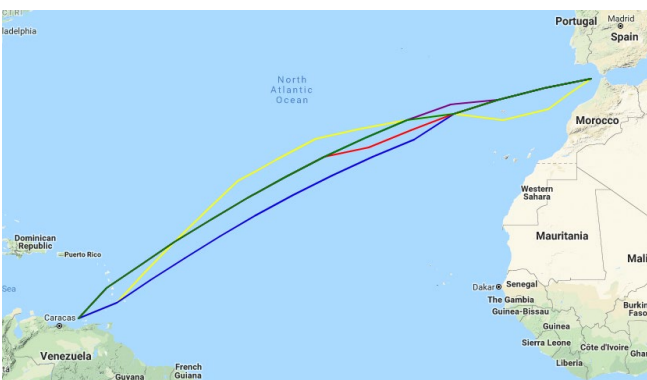 Portugal
Madrid
Spain
ladelphia
North
Atlantic
Ocean
Morocco
Western
Sahara
Mauritania
Dominican
Republic
Puerto Rico
Mali
Sea
Dakar
Senegal
The Gambia
Burkin
Faso
Guinea-Bissau
Caracas
Guinea
Sierra Leone
Côte d'Ivoire
Gha
Venezuela
Liberia
French
Guiana
Guyana